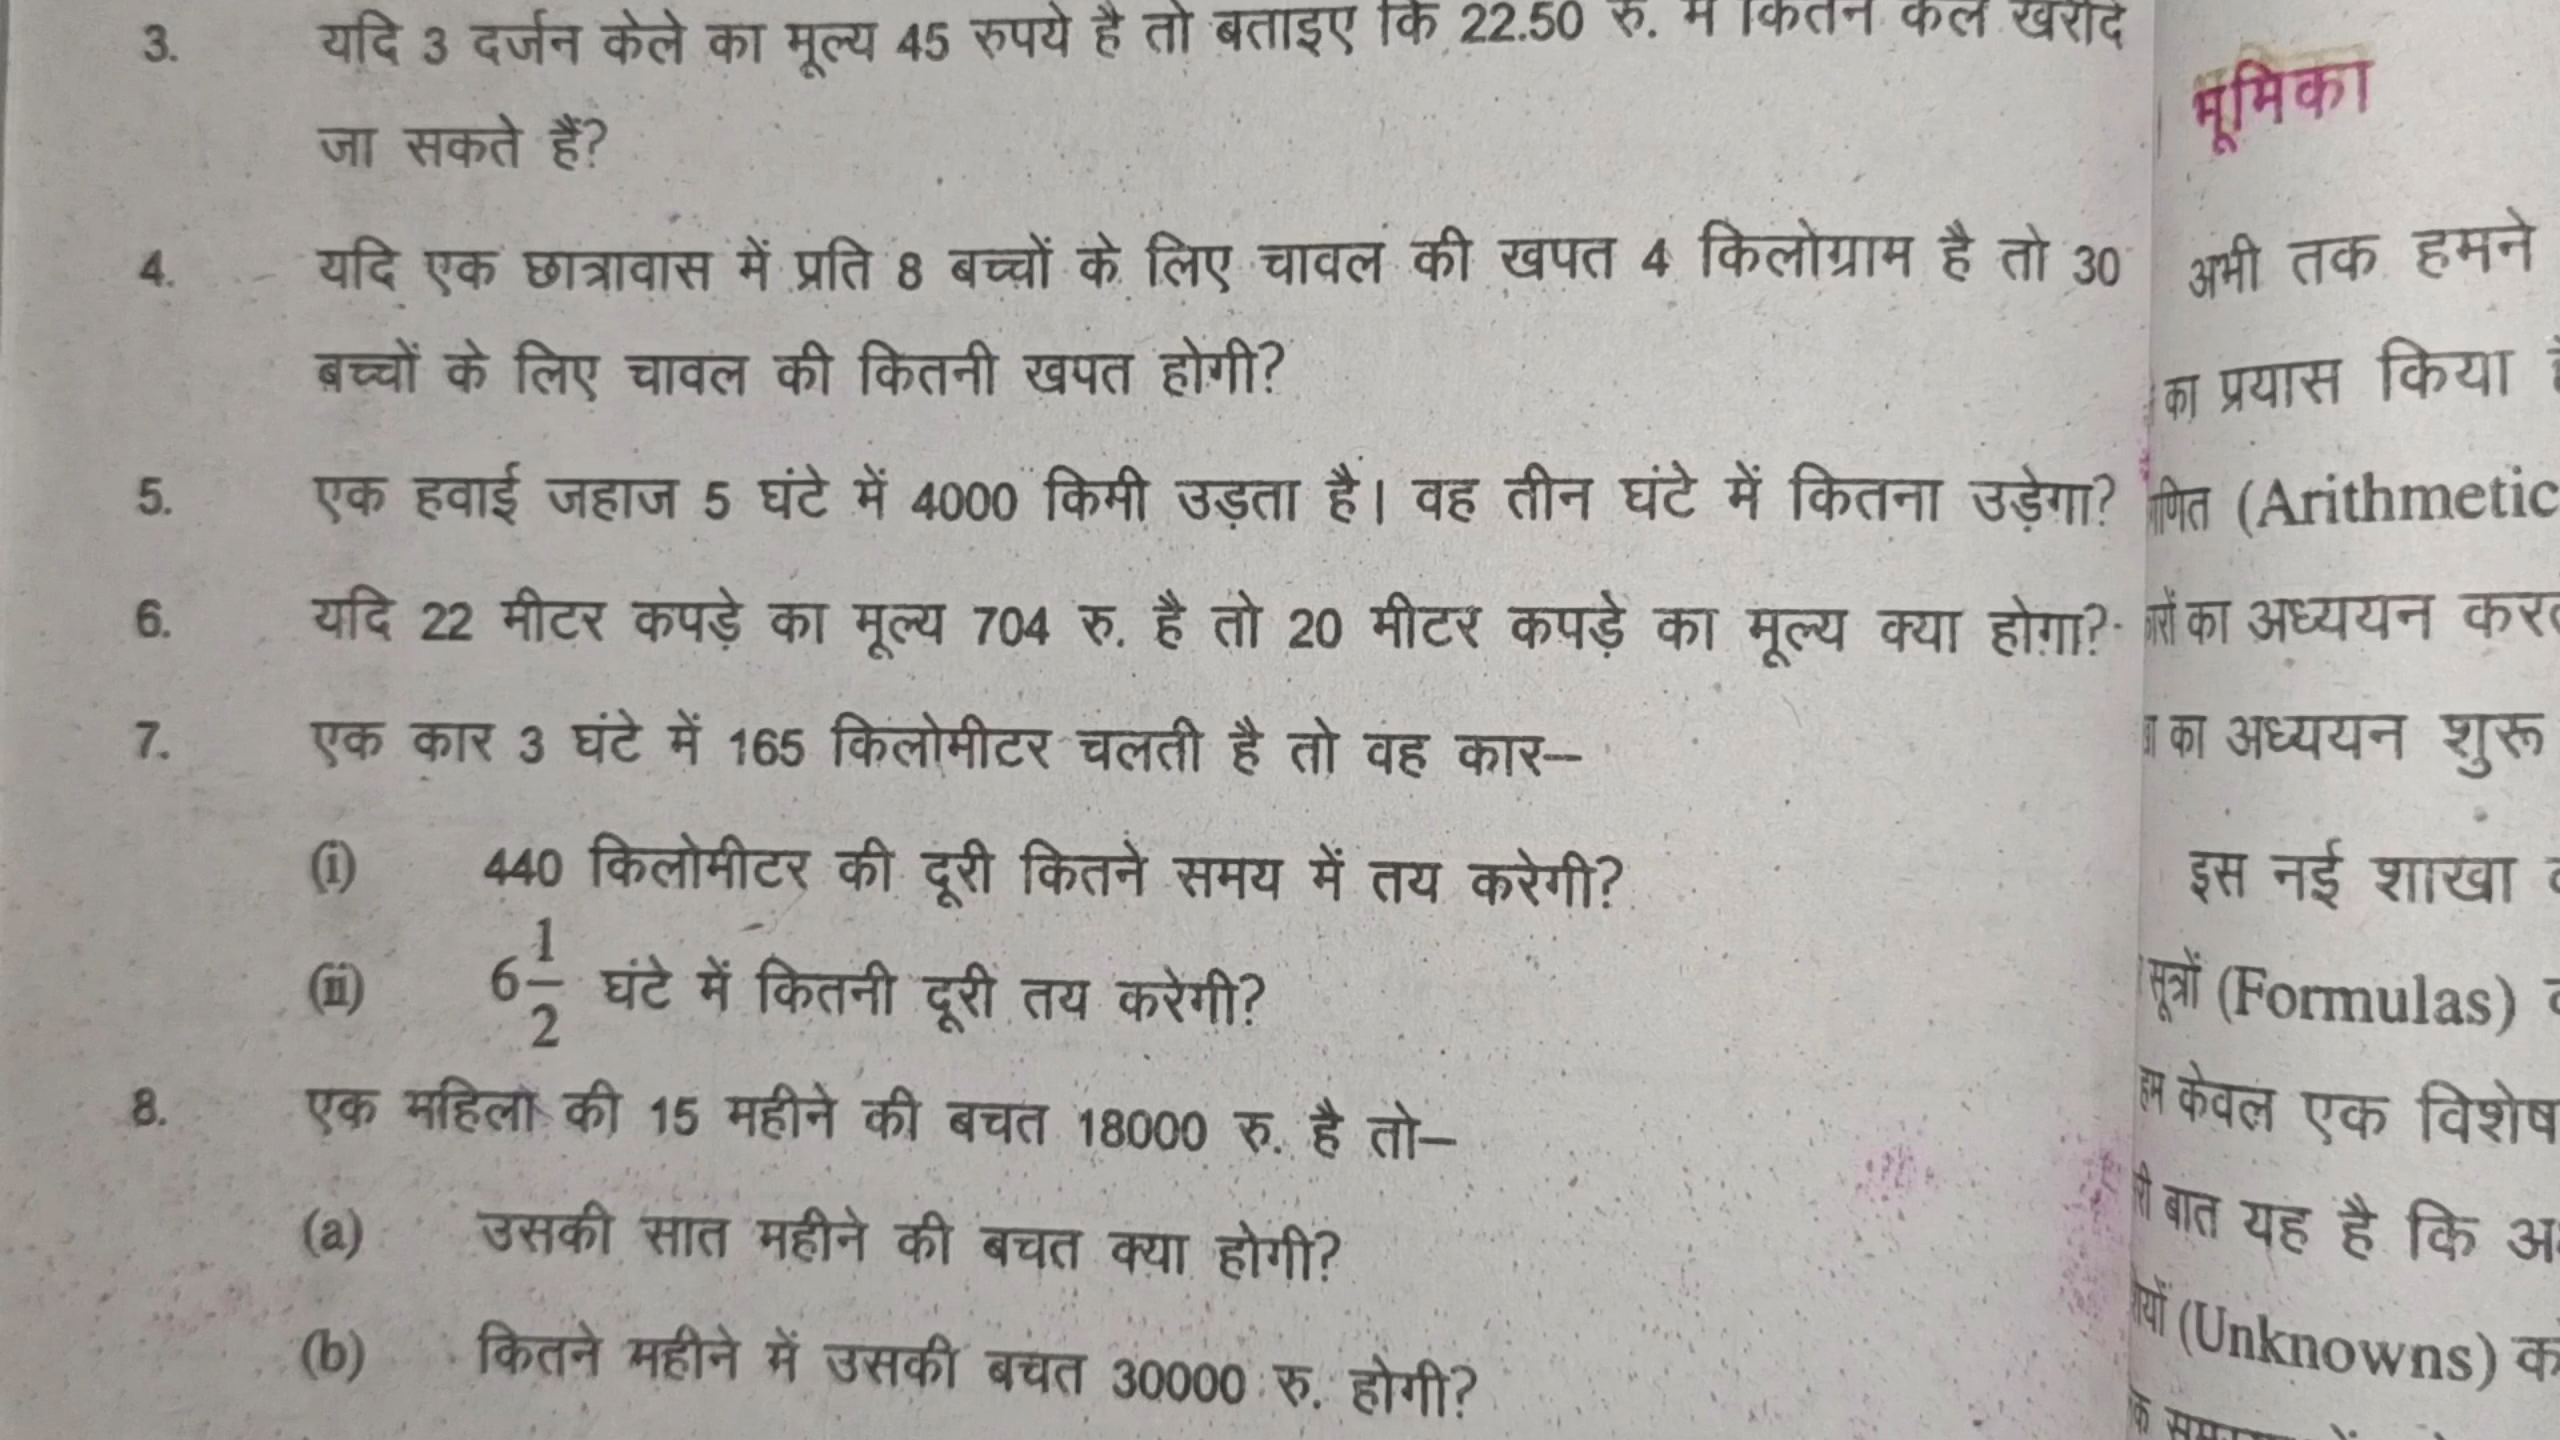 3. यदि 3 दर्जन केले का मूल्य 45 रुपये है तो बताइए कि 22.50 रु. में कितने केले खरीदे
जा सकते हैं?
4. यदि एक छात्रावास में प्रति 8 बच्चों के लिए चावल की खपत 4 किलोग्राम है तो 30
बच्चों के लिए चावल की कितनी खपत होगी?
5. एक हवाई जहाज 5 घंटे में 4000 किमी उड़ता है। वह तीन घंटे में कितना उड़ेगा?
6. यदि 22 मीटर कपड़े का मूल्य 704 रु. है तो 20 मीटर कपड़े का मूल्य क्या होगा?
7. एक कार 3 घंटे में 165 किलोमीटर चलती है तो वह कार–
(i) 440 किलोमीटर की दूरी कितने समय में तय करेगी?
(ii) 6 1/2 घंटे में कितनी दूरी तय करेगी?
8. एक महिला की 15 महीने की बचत 18000 रु. है तो–
(a) उसकी सात महीने की बचत क्या होगी?
(b) कितने महीने में उसकी बचत 30000 रु. होगी?
भूमिका
अभी तक हमने
का प्रयास किया
(Arithmetic
का अध्ययन
का अध्ययन शुरू
इस नई शाखा
सूत्रों (Formulas)
हम केवल एक विशेष
बात यह है कि
(Unknowns)